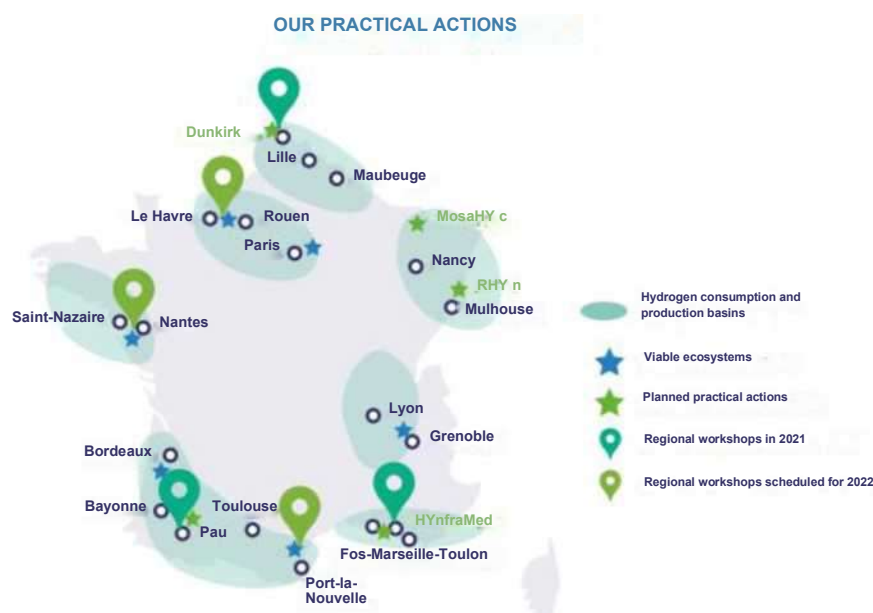 OUR PRACTICAL ACTIONS
Dunkirk
Lille
Maubeuge
Le Havre
Rouen
Paris
MosaHY c
Nancy
RHY n
Mulhouse
Saint-Nazaire
Nantes
Lyon
Grenoble
Bordeaux
Bayonne
Toulouse
Pau
HYnfraMed
Fos-Marseille-Toulon
Port-la-
Nouvelle
Hydrogen consumption and
production basins
Viable ecosystems
Planned practical actions
Regional workshops in 2021
Regional workshops scheduled for 2022